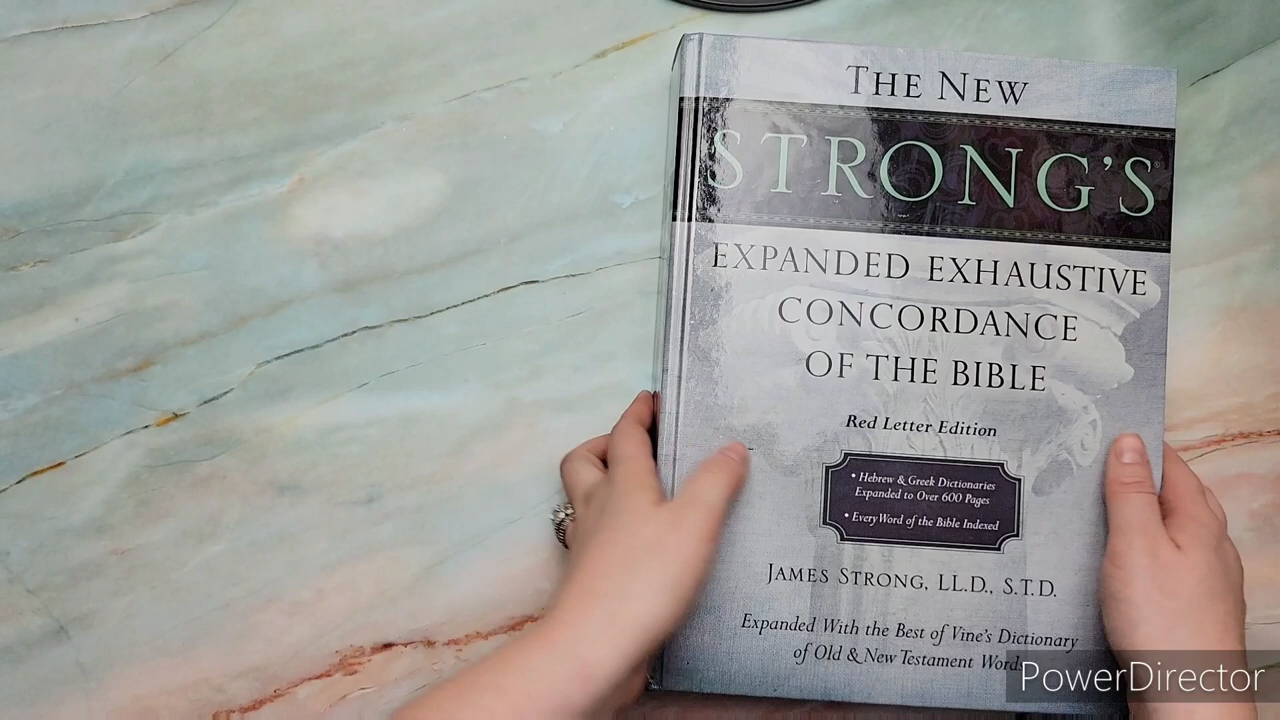 THE NEW
STRONG'S®
EXPANDED EXHAUSTIVE
CONCORDANCE
OF THE BIBLE
Red Letter Edition
• Hebrew & Greek Dictionaries
Expanded to Over 600 Pages
• Every Word of the Bible Indexed
JAMES STRONG, LL.D., S.T.D.
Expanded With the Best of Vine's Dictionary
of Old & New Testament Words
PowerDirector